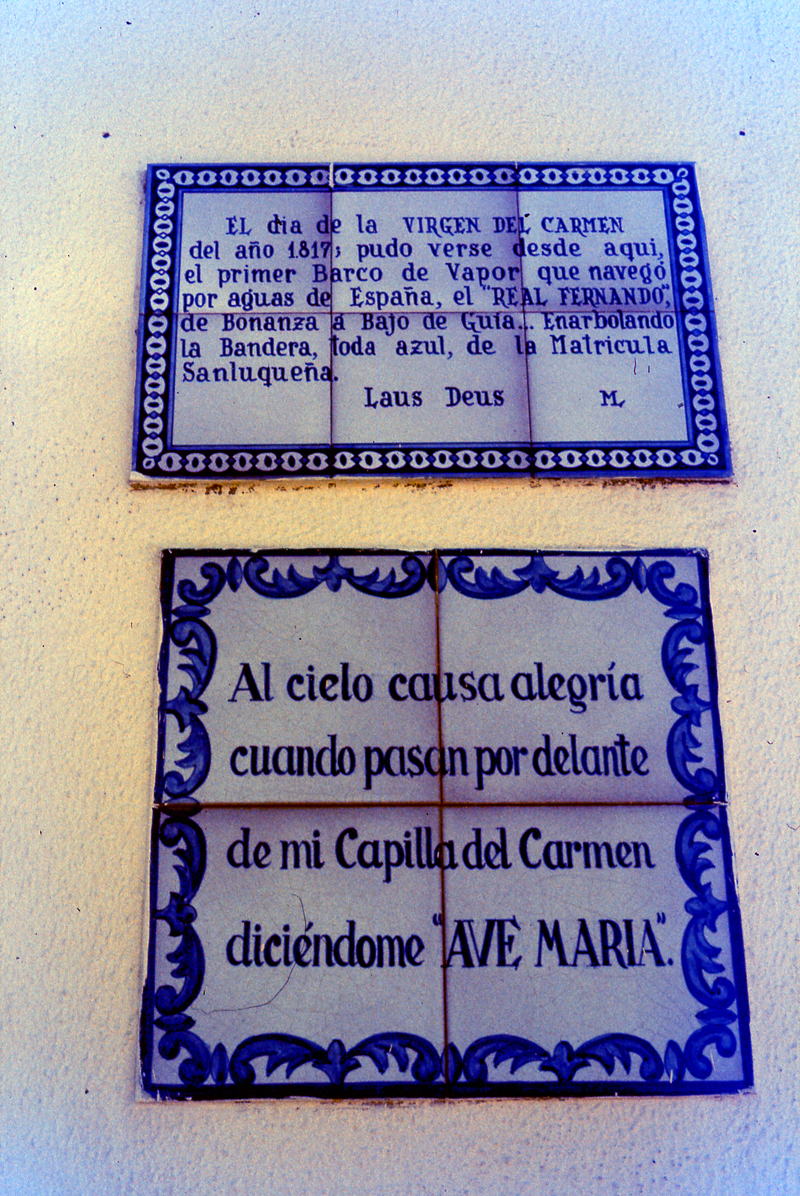 EL dia de la VIRGEN DEL CARMEN
del año 1.817; pudo verse desde aqui,
el primer Barco de Vapor que navegó
por aguas de España, el "REAL FERNANDO",
de Bonanza a Bajo de Guía... Enarbolando
la Bandera, toda azul, de la Matricula
Sanluqueña.
Laus Deus M.
Al cielo causa alegría
cuando pasan por delante
de mi Capilla del Carmen
diciéndome "AVE MARIA".